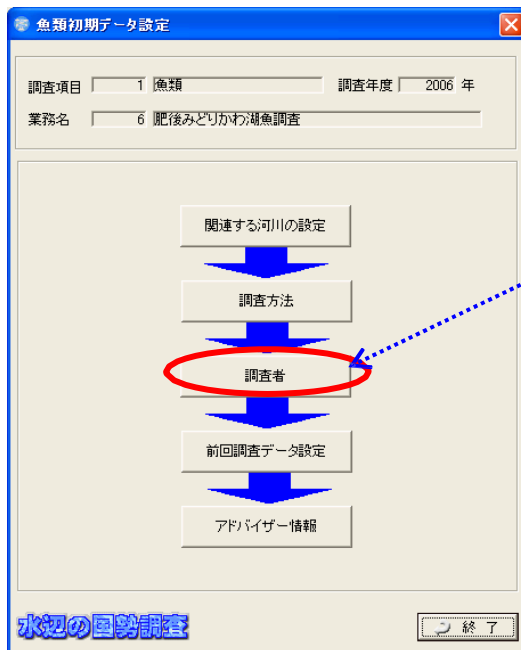 魚類初期データ設定
調査項目 1 魚類 調査年度 2006 年
業務名 6 肥後みどりかわ湖魚調査
関連する河川の設定
調査方法
調査者
前回調査データ設定
アドバイザー情報
水辺の国勢調査
終 了